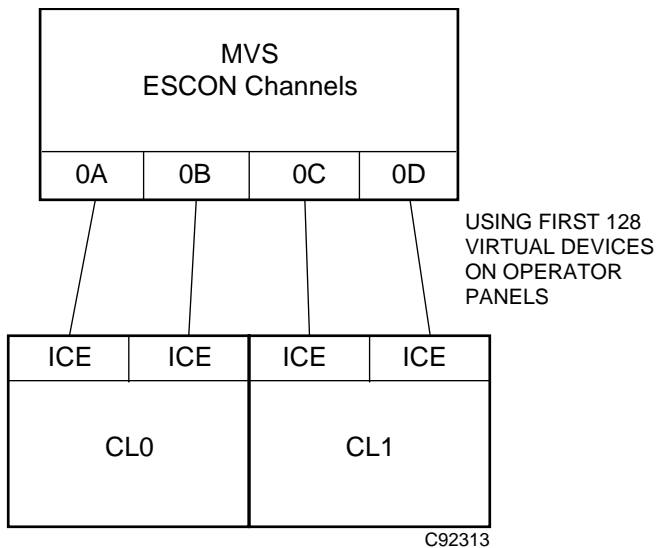 MVS
ESCON Channels
0A 0B 0C 0D
USING FIRST 128
VIRTUAL DEVICES
ON OPERATOR
PANELS
ICE ICE ICE ICE
CL0 CL1
C92313